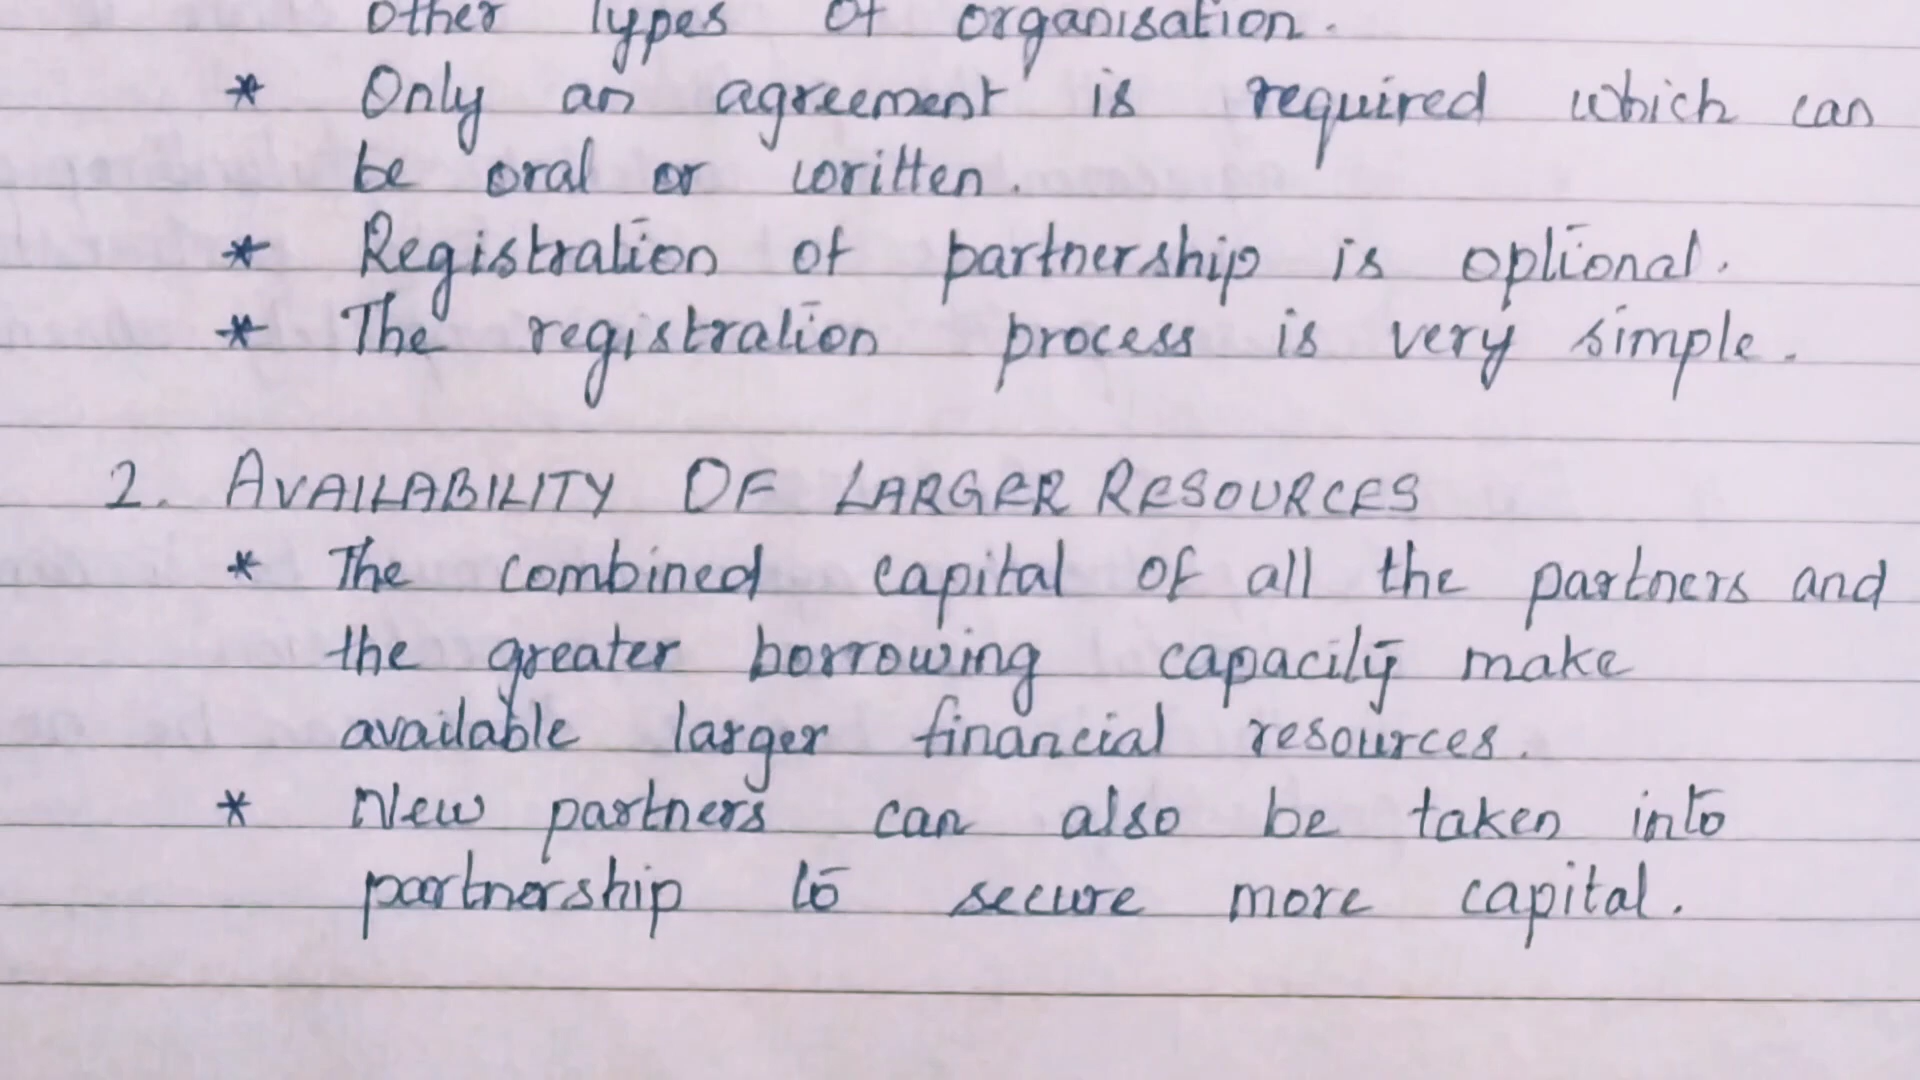 other types of organisation.
* Only an agreement is required which can
be oral or written.
* Registration of partnership is optional.
* The registration process is very simple.
2. AVAILABILITY OF LARGER RESOURCES
* The combined capital of all the partners and
the greater borrowing capacity make
available larger financial resources.
* New partners can also be taken into
partnership to secure more capital.